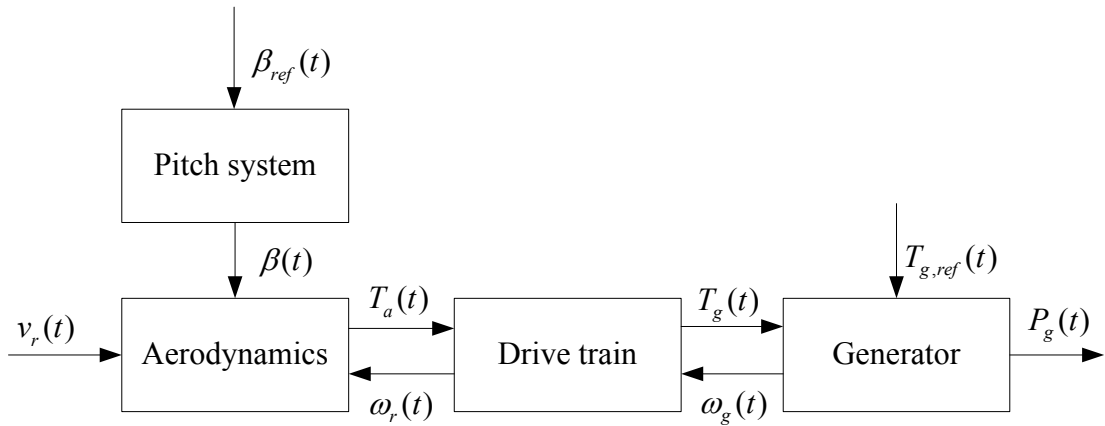 β_ref(t)
Pitch system
β(t)
T_g,ref(t)
v_r(t)
Aerodynamics
T_a(t)
ω_r(t)
Drive train
T_g(t)
ω_g(t)
Generator
P_g(t)